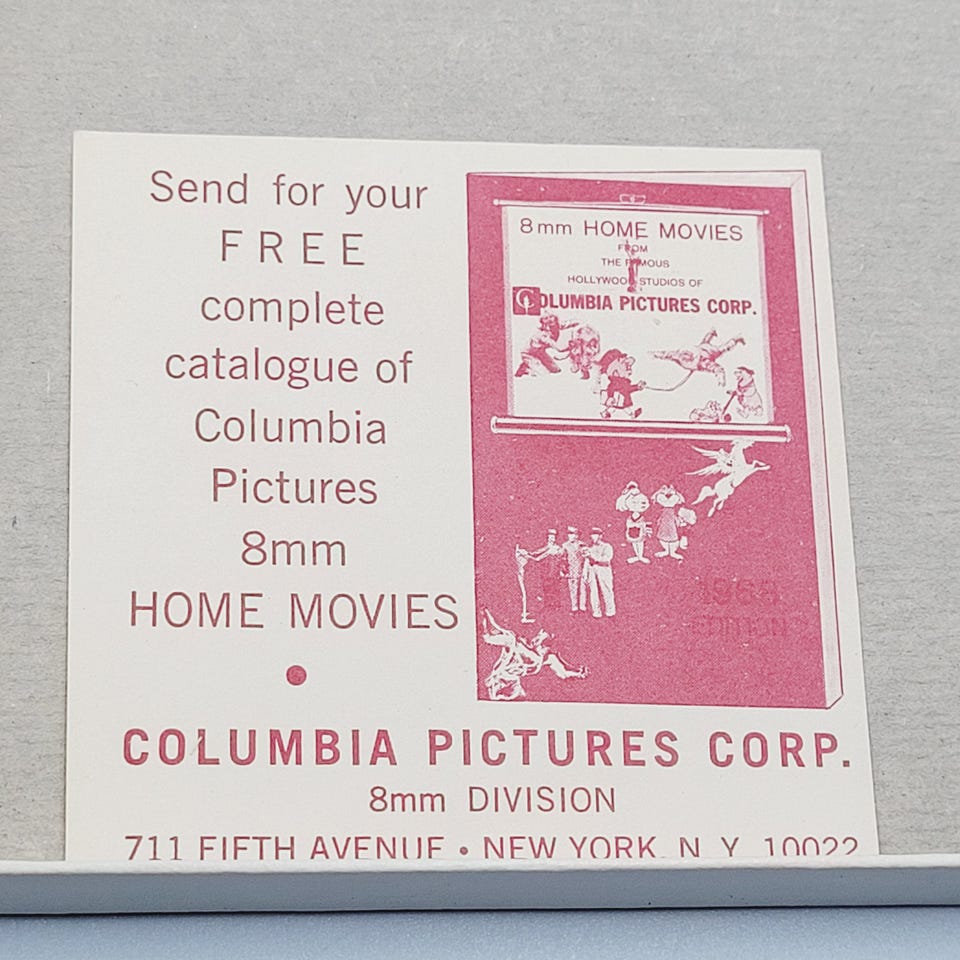 Send for your
FREE
complete
catalogue of
Columbia
Pictures
8mm
HOME MOVIES
8mm HOME MOVIES
FROM
THE FAMOUS
HOLLYWOOD STUDIOS OF
COLUMBIA PICTURES CORP.
EDITION
COLUMBIA PICTURES CORP.
8mm DIVISION
711 FIFTH AVENUE • NEW YORK, N. Y. 10022